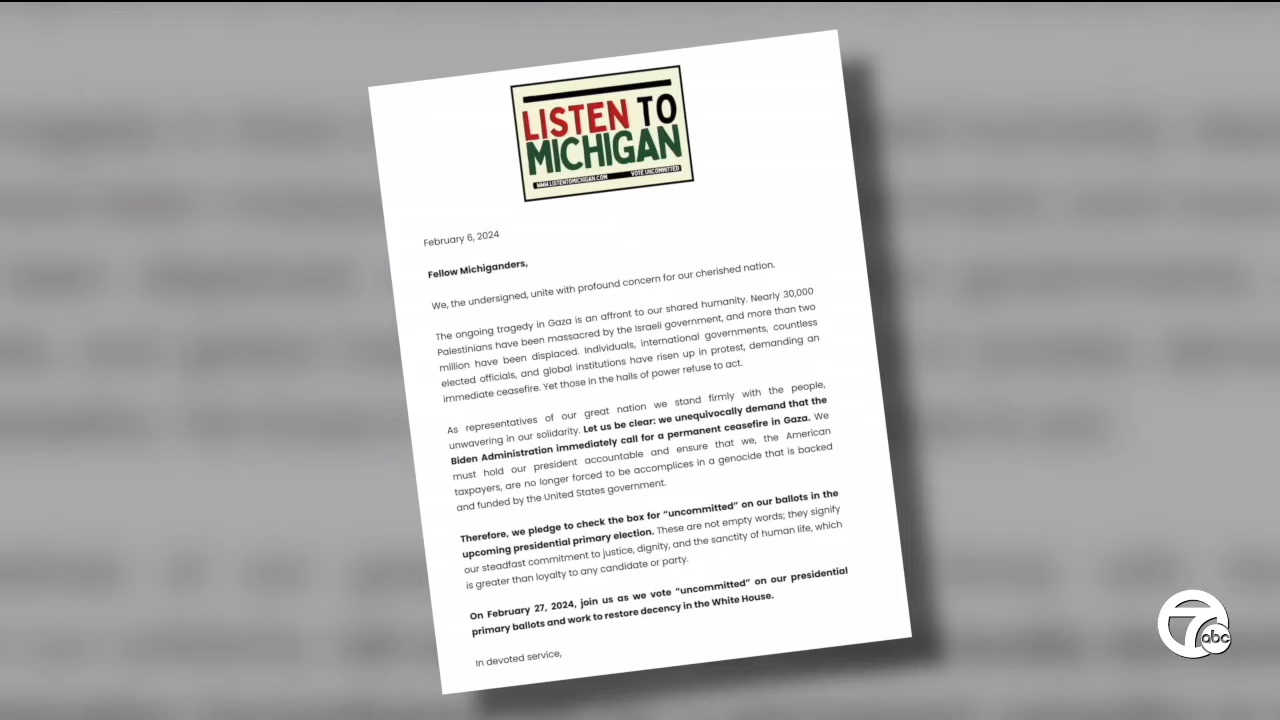 LISTEN TO
MICHIGAN
WWW.LISTENTOMICHIGAN.COM VOTE UNCOMMITTED
February 6, 2024
Fellow Michiganders,
We, the undersigned, unite with profound concern for our cherished nation.
The ongoing tragedy in Gaza is an affront to our shared humanity. Nearly 30,000
Palestinians have been massacred by the Israeli government, and more than two
million have been displaced. Individuals, international governments, countless
elected officials, and global institutions have risen up in protest, demanding an
immediate ceasefire. Yet those in the halls of power refuse to act.
As representatives of our great nation we stand firmly with the people,
unwavering in our solidarity. Let us be clear: we unequivocally demand that the
Biden Administration immediately call for a permanent ceasefire in Gaza. We
must hold our president accountable and ensure that we, the American
taxpayers, are no longer forced to be accomplices in a genocide that is backed
and funded by the United States government.
Therefore, we pledge to check the box for “uncommitted” on our ballots in the
upcoming presidential primary election. These are not empty words; they signify
our steadfast commitment to justice, dignity, and the sanctity of human life, which
is greater than loyalty to any candidate or party.
On February 27, 2024, join us as we vote “uncommitted” on our presidential
primary ballots and work to restore decency in the White House.
In devoted service,
7 abc